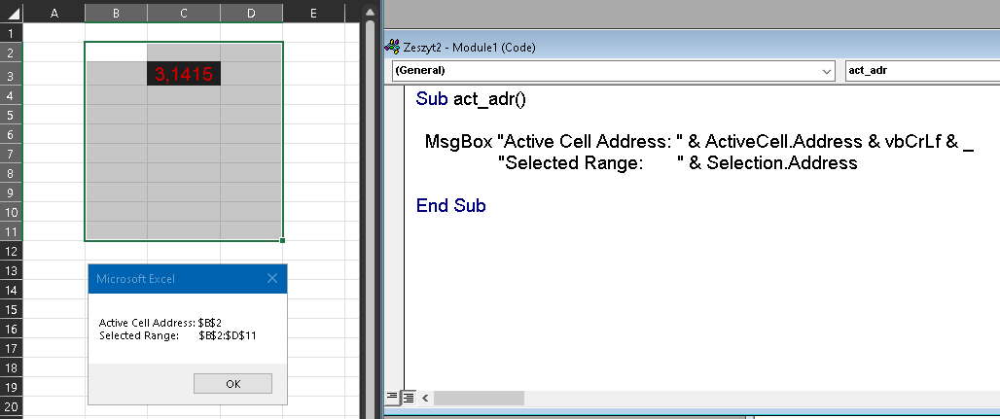 A B C D E
1
2
3 3,1415
4
5
6
7
8
9
10
11
12
13
14
15
16
17
18
19
20
Microsoft Excel
Active Cell Address: $B$2
Selected Range: $B$2:$D$11
OK
Zeszyt2 - Module1 (Code)
(General) act_adr
Sub act_adr()
MsgBox "Active Cell Address: " & ActiveCell.Address & vbCrLf & _
"Selected Range:       " & Selection.Address
End Sub